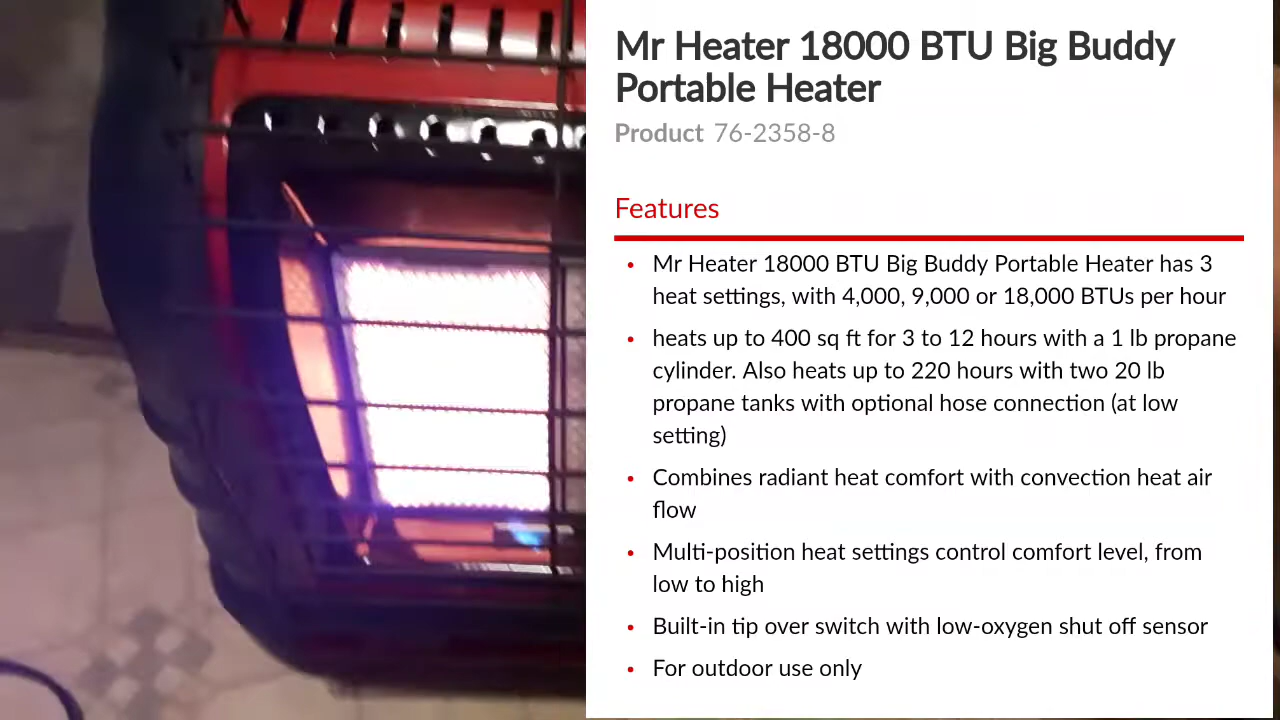 Mr Heater 18000 BTU Big Buddy
Portable Heater
Product 76-2358-8
Features
• Mr Heater 18000 BTU Big Buddy Portable Heater has 3
heat settings, with 4,000, 9,000 or 18,000 BTUs per hour
• heats up to 400 sq ft for 3 to 12 hours with a 1 lb propane
cylinder. Also heats up to 220 hours with two 20 lb
propane tanks with optional hose connection (at low
setting)
• Combines radiant heat comfort with convection heat air
flow
• Multi-position heat settings control comfort level, from
low to high
• Built-in tip over switch with low-oxygen shut off sensor
• For outdoor use only